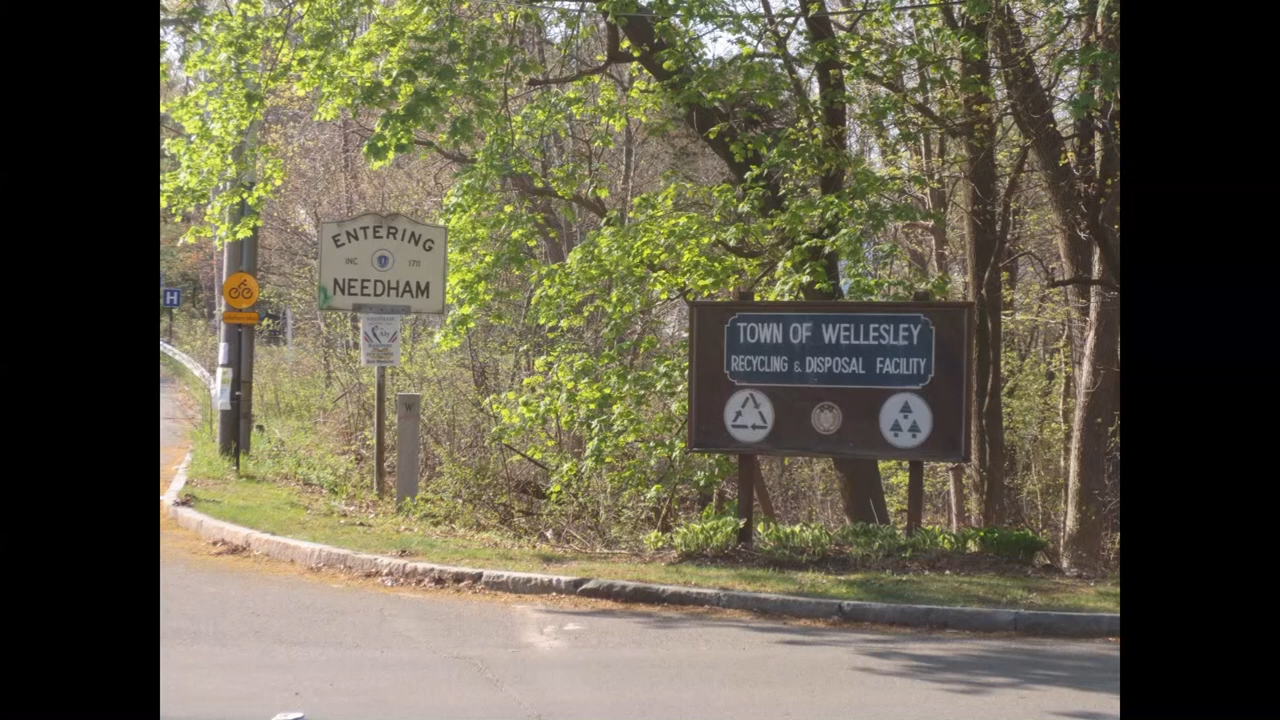 H
ENTERING
INC. 1711
NEEDHAM
W
TOWN OF WELLESLEY
RECYCLING & DISPOSAL FACILITY